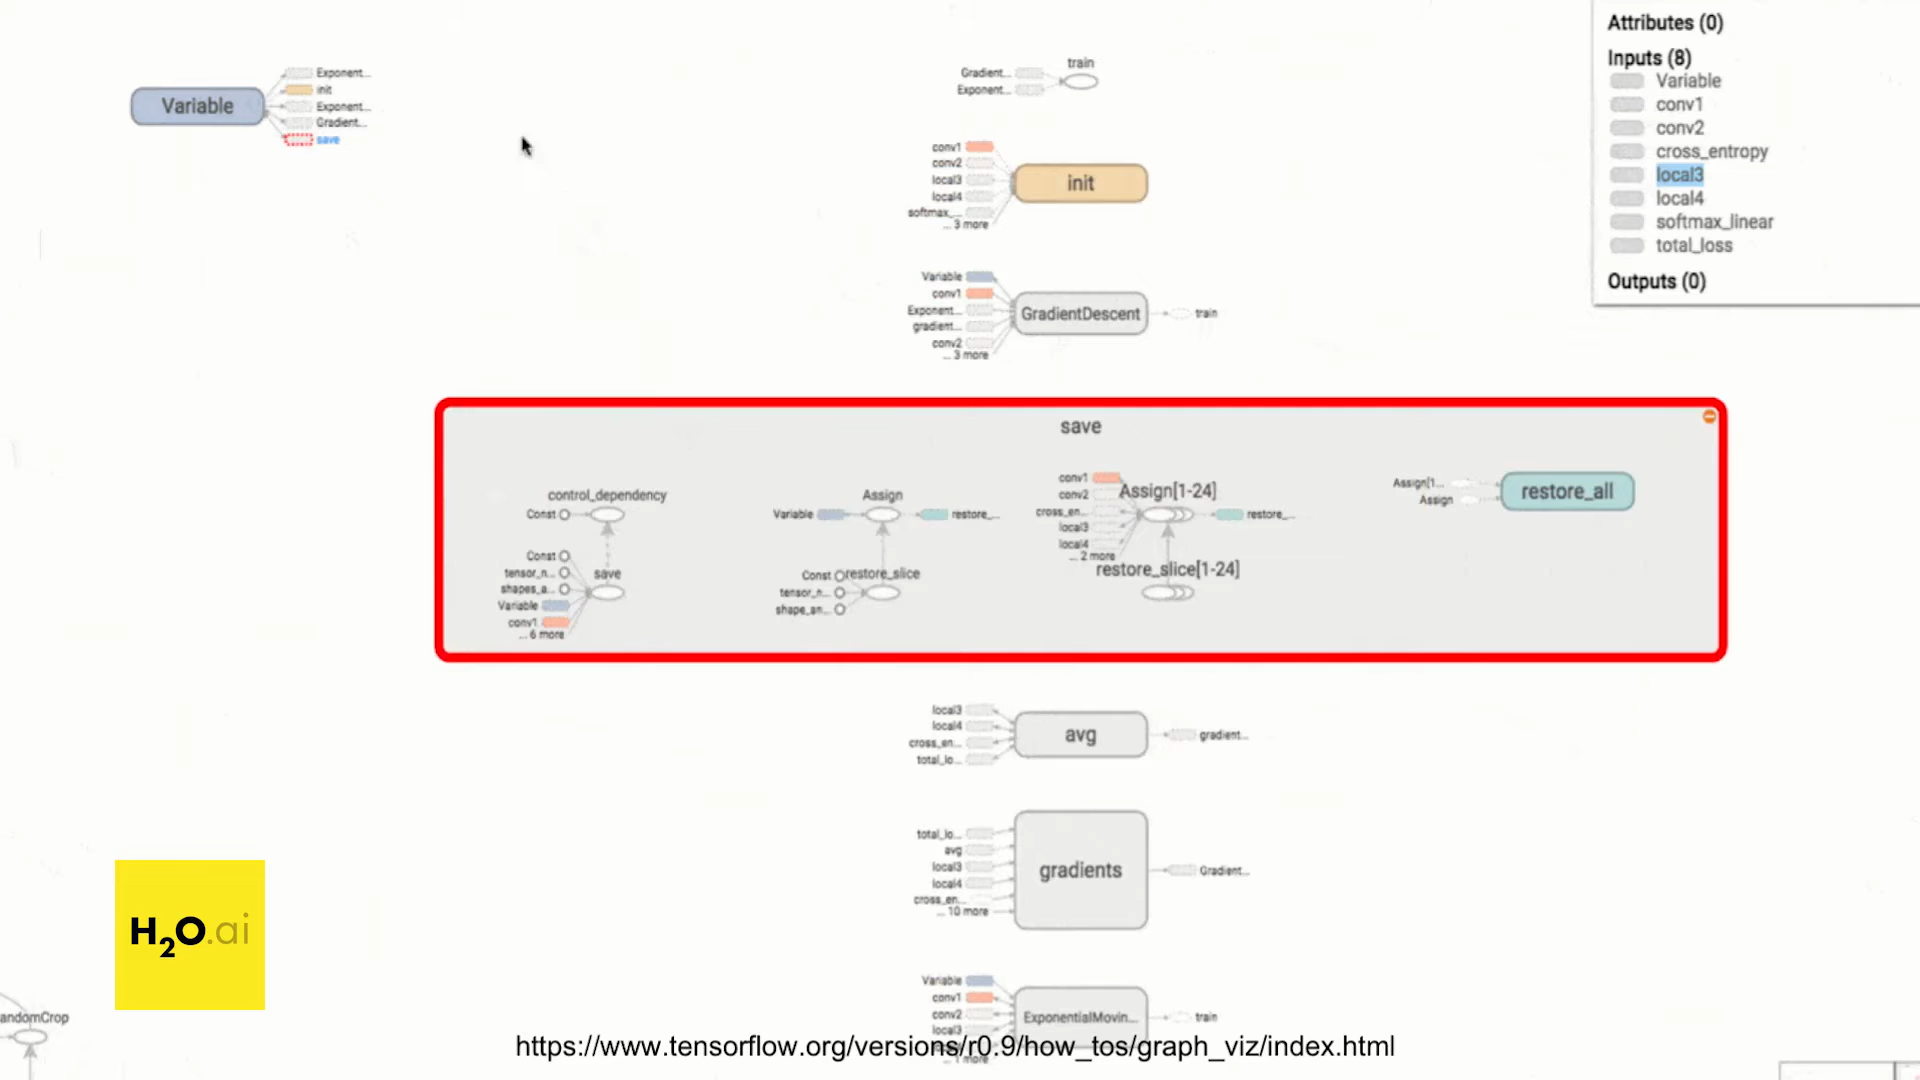 Variable
Exponent...
init
Exponent...
Gradient...
save
train
Gradient...
Exponent...
conv1
conv2
local3
local4
softmax_...
... 3 more
init
Variable
conv1
Exponent...
gradient...
conv2
... 3 more
GradientDescent
train
Attributes (0)
Inputs (8)
Variable
conv1
conv2
cross_entropy
local3
local4
softmax_linear
total_loss
Outputs (0)
save
control_dependency
Const
Const
tensor_n...
shapes_a...
Variable
conv1
... 6 more
save
Assign
Variable
restore_...
Const
restore_slice
tensor_n...
shape_an...
conv1
conv2
cross_en...
local3
local4
... 2 more
Assign[1-24]
restore_...
restore_slice[1-24]
Assign[1...
Assign
restore_all
local3
local4
cross_en...
total_lo...
avg
gradient...
total_lo...
avg
local3
local4
cross_en...
... 10 more
gradients
Gradient...
Variable
conv1
conv2
local3
... 1 more
ExponentialMovin...
train
H2O.ai
andomCrop
https://www.tensorflow.org/versions/r0.9/how_tos/graph_viz/index.html